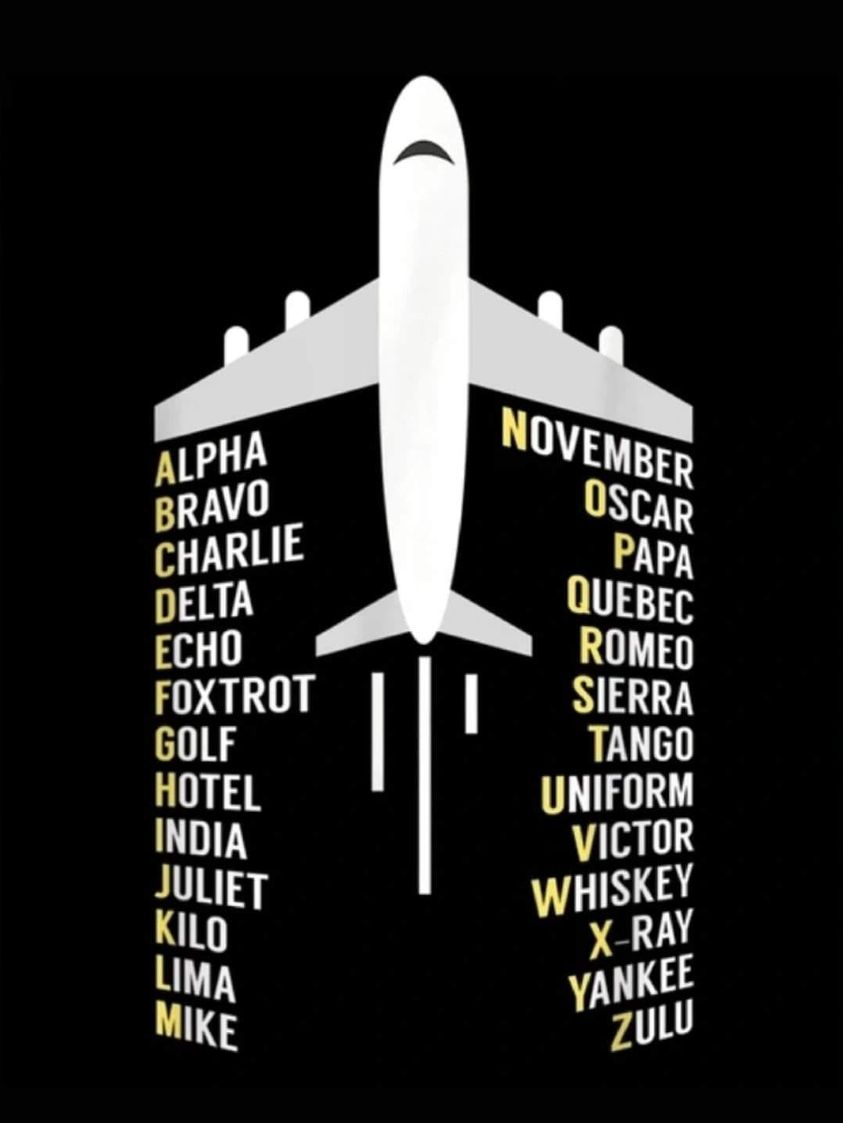 ALPHA
BRAVO
CHARLIE
DELTA
ECHO
FOXTROT
GOLF
HOTEL
INDIA
JULIET
KILO
LIMA
MIKE
NOVEMBER
OSCAR
PAPA
QUEBEC
ROMEO
SIERRA
TANGO
UNIFORM
VICTOR
WHISKEY
X-RAY
YANKEE
ZULU